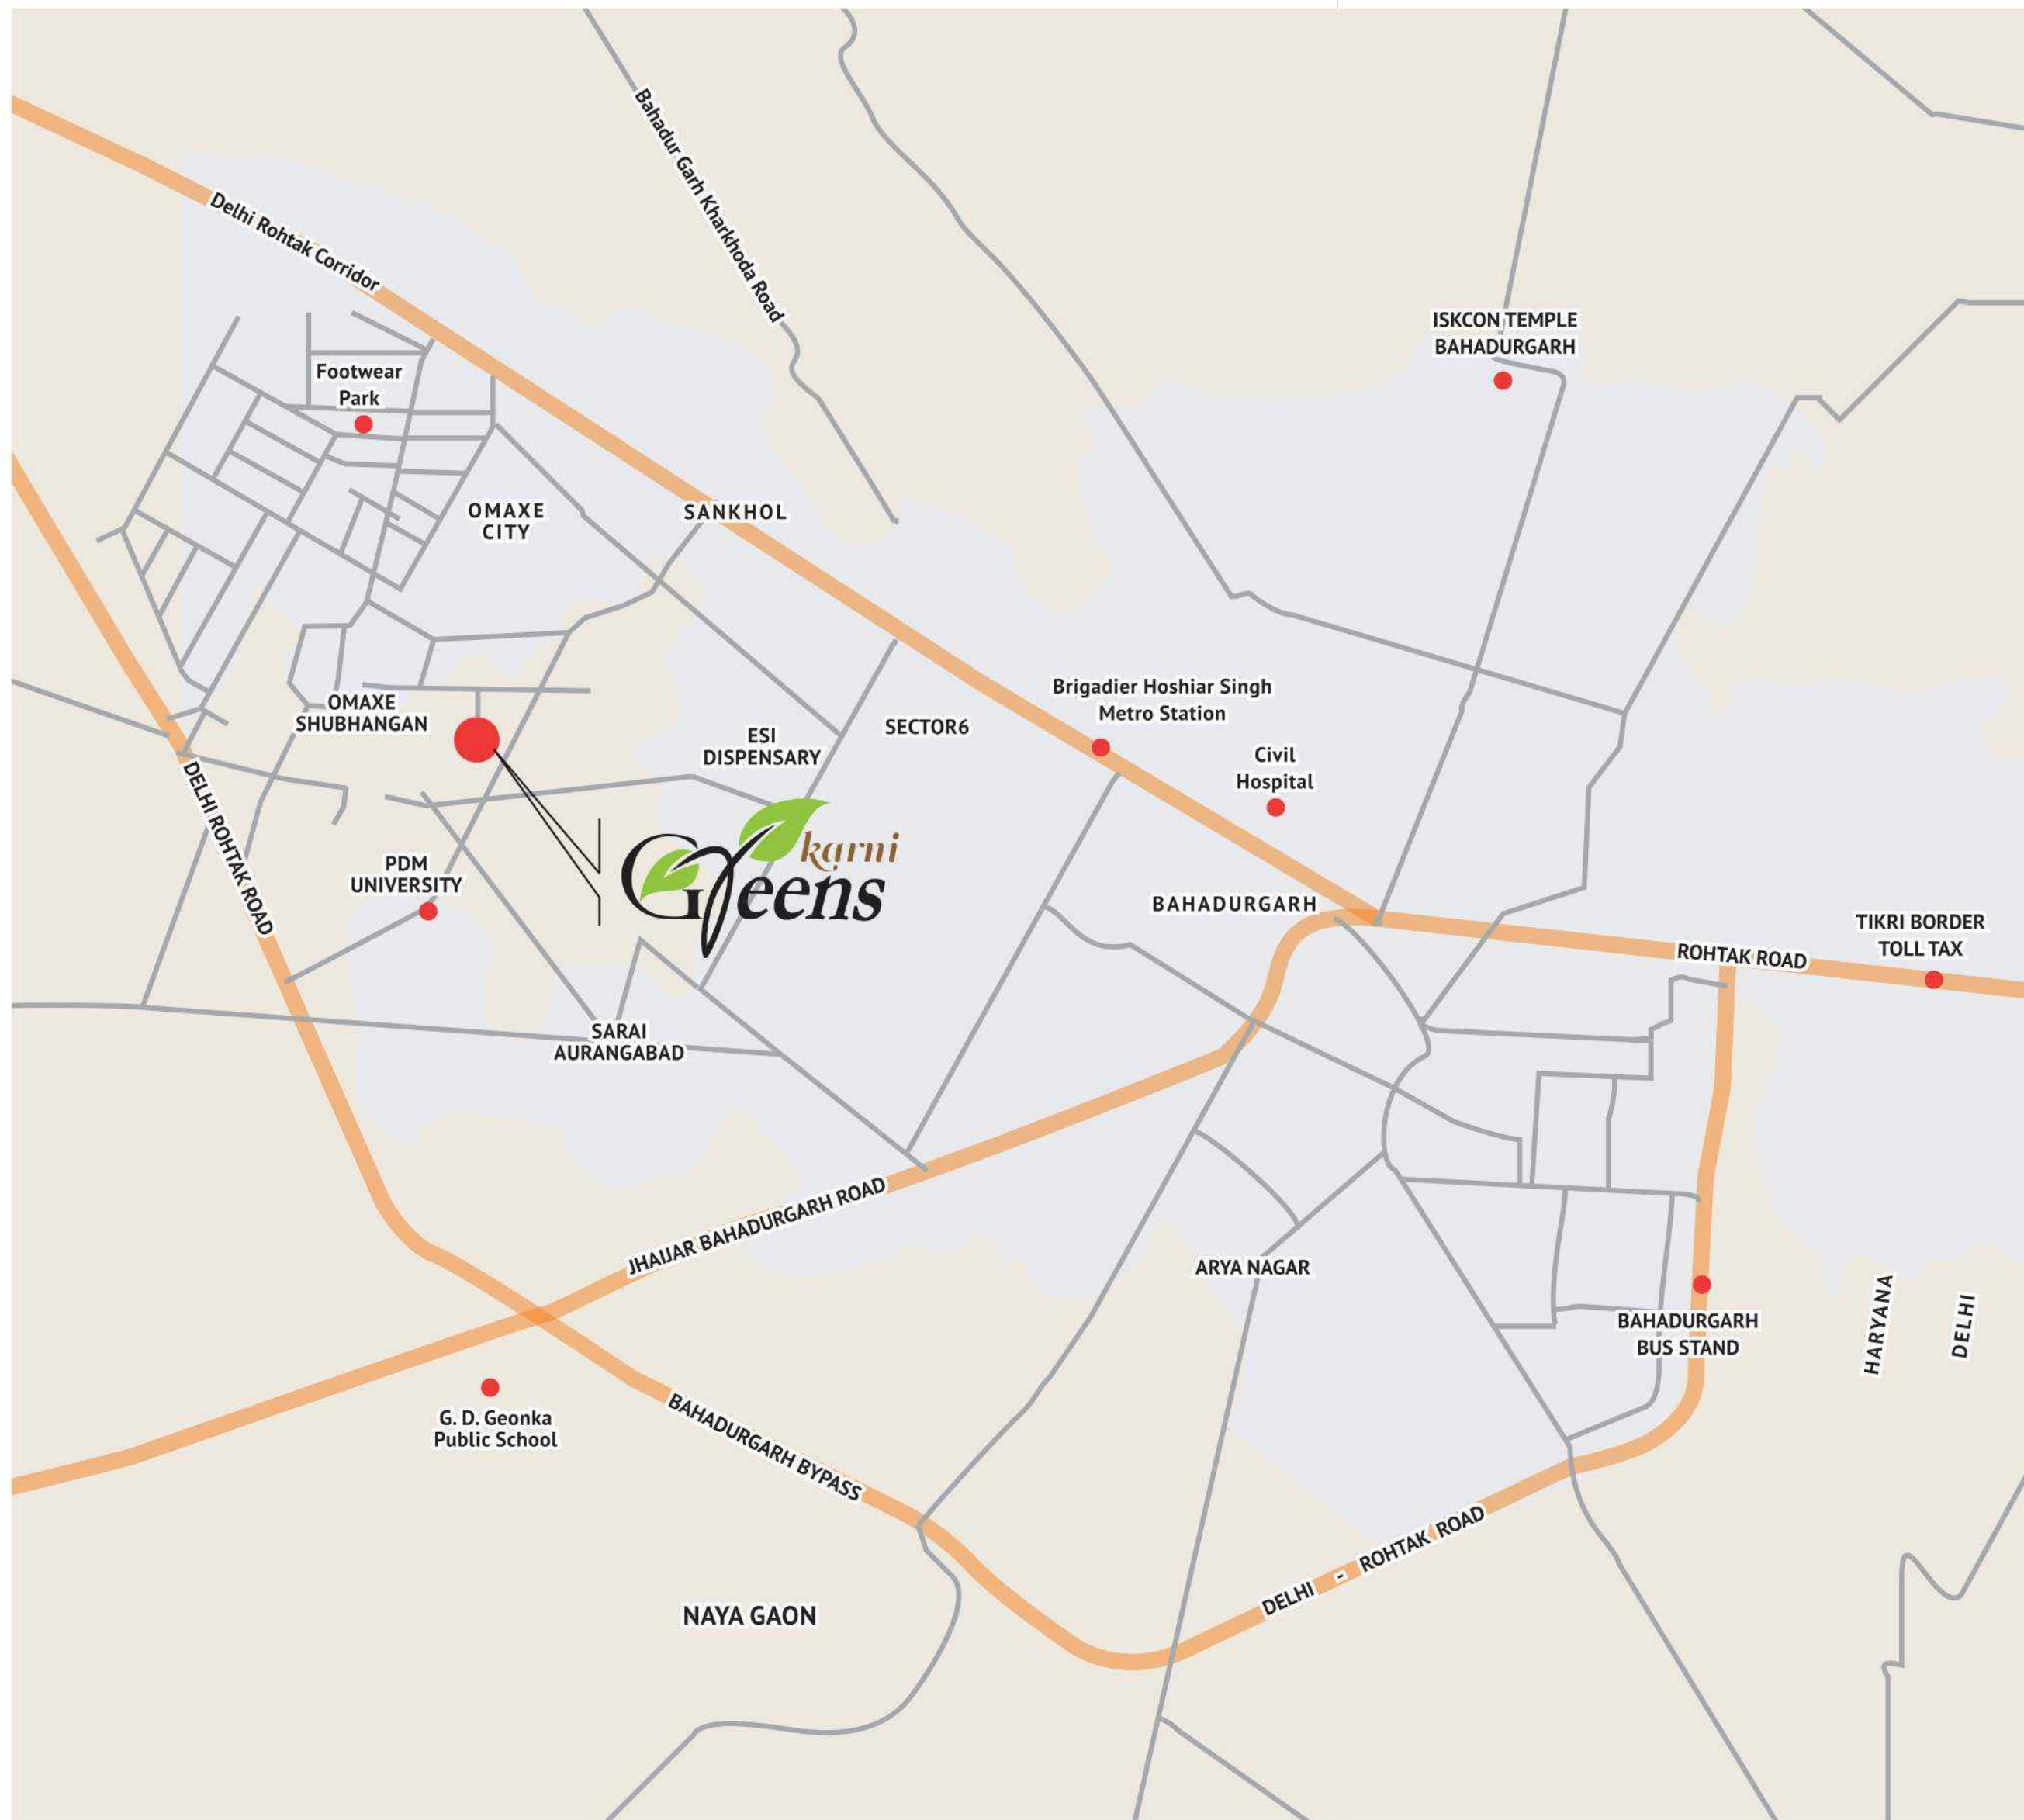 Bahadur Garh Kharkhoda Road
Delhi Rohtak Corridor
ISKCON TEMPLE
BAHADURGARH
Footwear
Park
OMAXE
CITY
SANKHOL
Brigadier Hoshiar Singh
Metro Station
OMAXE
SHUBHANGAN
ESI
DISPENSARY
SECTOR6
Civil
Hospital
DELHI ROHTAK ROAD
karni
Greens
PDM
UNIVERSITY
BAHADURGARH
ROHTAK ROAD
TIKRI BORDER
TOLL TAX
SARAI
AURANGABAD
JHAIJAR BAHADURGARH ROAD
ARYA NAGAR
BAHADURGARH
BUS STAND
HARYANA
DELHI
G. D. Geonka
Public School
BAHADURGARH BYPASS
DELHI - ROHTAK ROAD
NAYA GAON